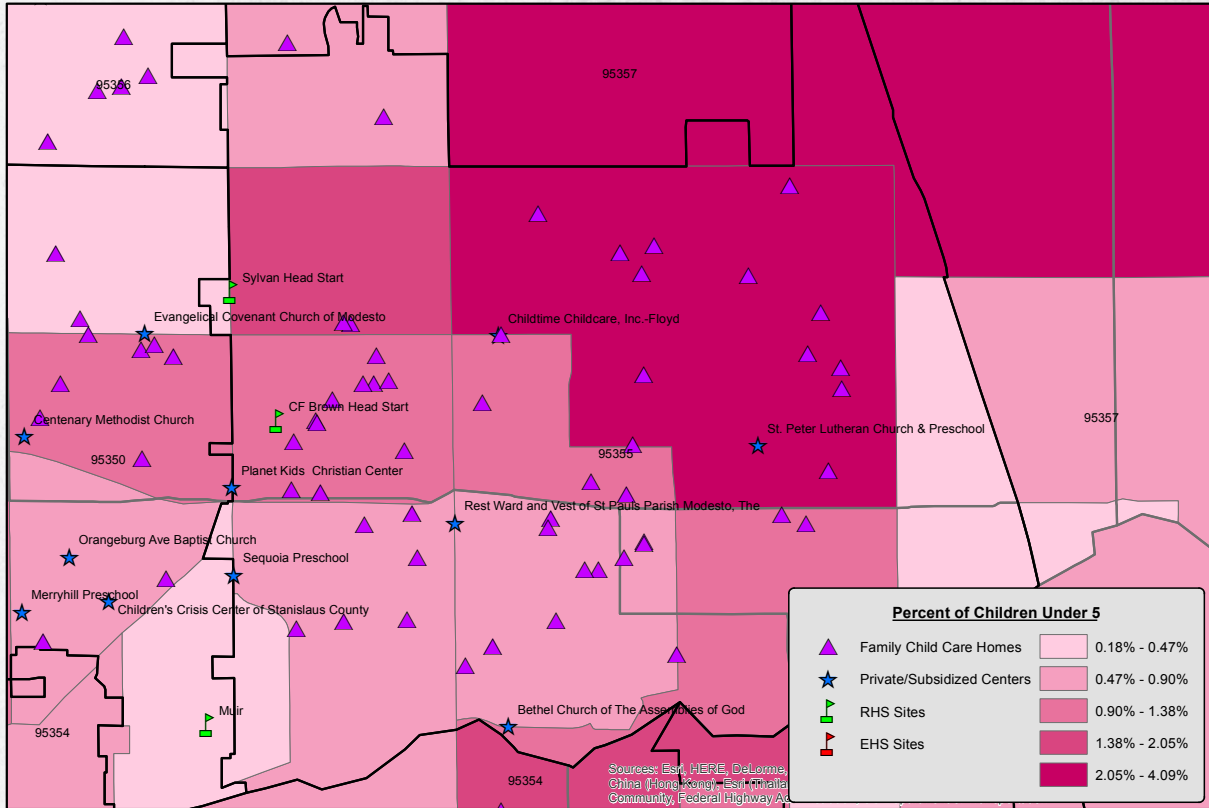 95357
95356
Sylvan Head Start
Evangelical Covenant Church of Modesto
Childtime Childcare, Inc.-Floyd
CF Brown Head Start
Centenary Methodist Church
95357
St. Peter Lutheran Church & Preschool
95355
95350
Planet Kids  Christian Center
Rest Ward and Vest of St Pauls Parish Modesto, The
Orangeburg Ave Baptist Church
Sequoia Preschool
Merryhill Preschool
Children's Crisis Center of Stanislaus County
Muir
Bethel Church of The Assemblies of God
95354
95354
Sources: Esri, HERE, DeLorme,
China (Hong Kong), Esri
Community, Federal Highway
Percent of Children Under 5
Family Child Care Homes
Private/Subsidized Centers
RHS Sites
EHS Sites
0.18% - 0.47%
0.47% - 0.90%
0.90% - 1.38%
1.38% - 2.05%
2.05% - 4.09%